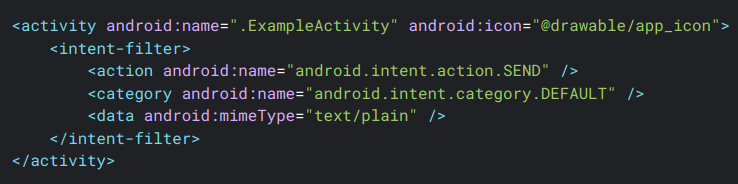 <activity android:name=".ExampleActivity" android:icon="@drawable/app_icon">
    <intent-filter>
        <action android:name="android.intent.action.SEND" />
        <category android:name="android.intent.category.DEFAULT" />
        <data android:mimeType="text/plain" />
    </intent-filter>
</activity>